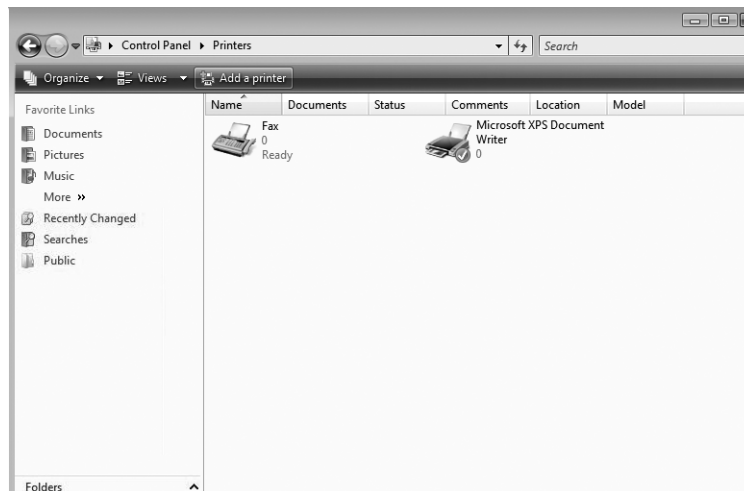 Control Panel Printers Search
Organize Views Add a printer
Favorite Links
Documents
Pictures
Music
More
Recently Changed
Searches
Public
Folders
Name Documents Status Comments Location Model
Fax
0
Ready
Microsoft XPS Document
Writer
0